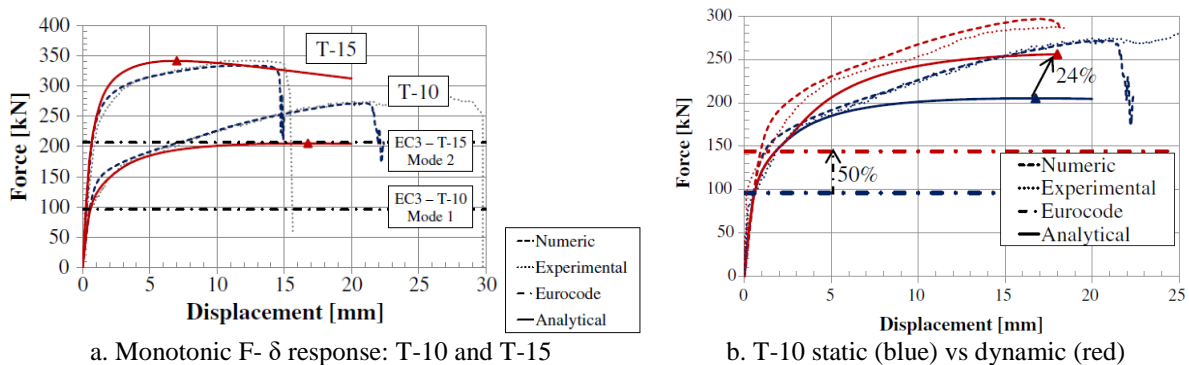 Force [kN]
400
350
300
250
200
150
100
50
0
0 5 10 15 20 25 30
Displacement [mm]
T-15
T-10
EC3 – T-15
Mode 2
EC3 – T-10
Mode 1
Numeric
Experimental
Eurocode
Analytical
a. Monotonic F- δ response: T-10 and T-15
Force [kN]
300
250
200
150
100
50
0
0 5 10 15 20 25
Displacement [mm]
24%
50%
Numeric
Experimental
Eurocode
Analytical
b. T-10 static (blue) vs dynamic (red)